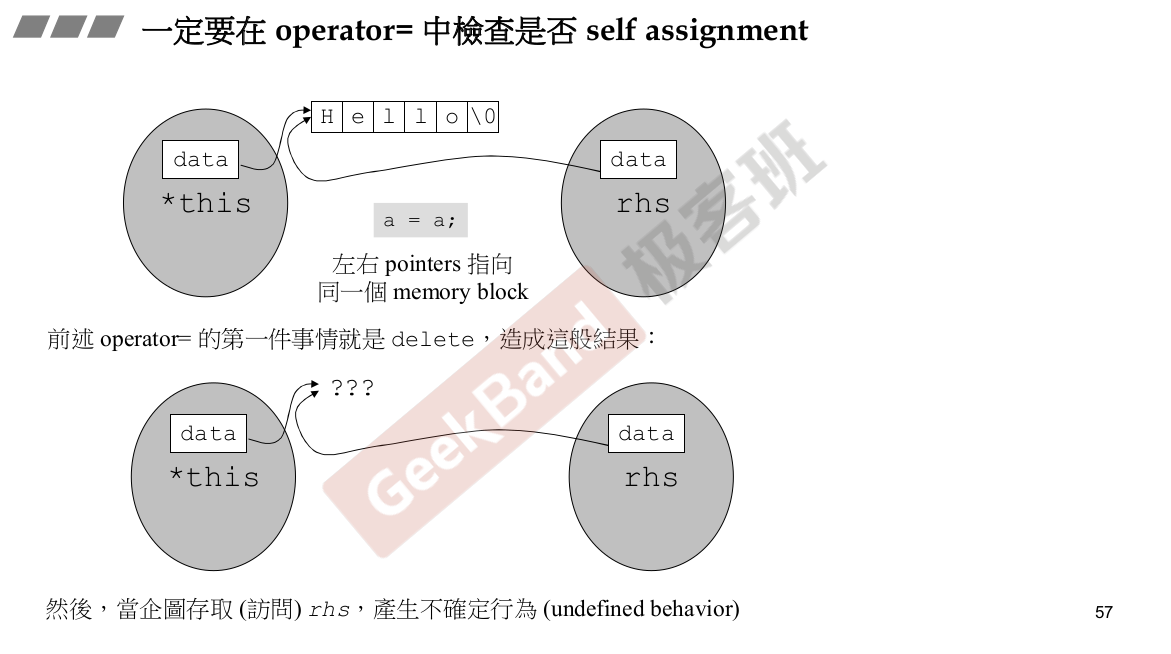 一定要在 operator= 中檢查是否 self assignment
H e l l o \0
data
data
*this
rhs
a = a;
左右 pointers 指向
同一個 memory block
前述 operator= 的第一件事情就是 delete，造成這般結果：
???
data
data
*this
rhs
然後，當企圖存取 (訪問) rhs，產生不確定行為 (undefined behavior)
57
GeekBand 极客班